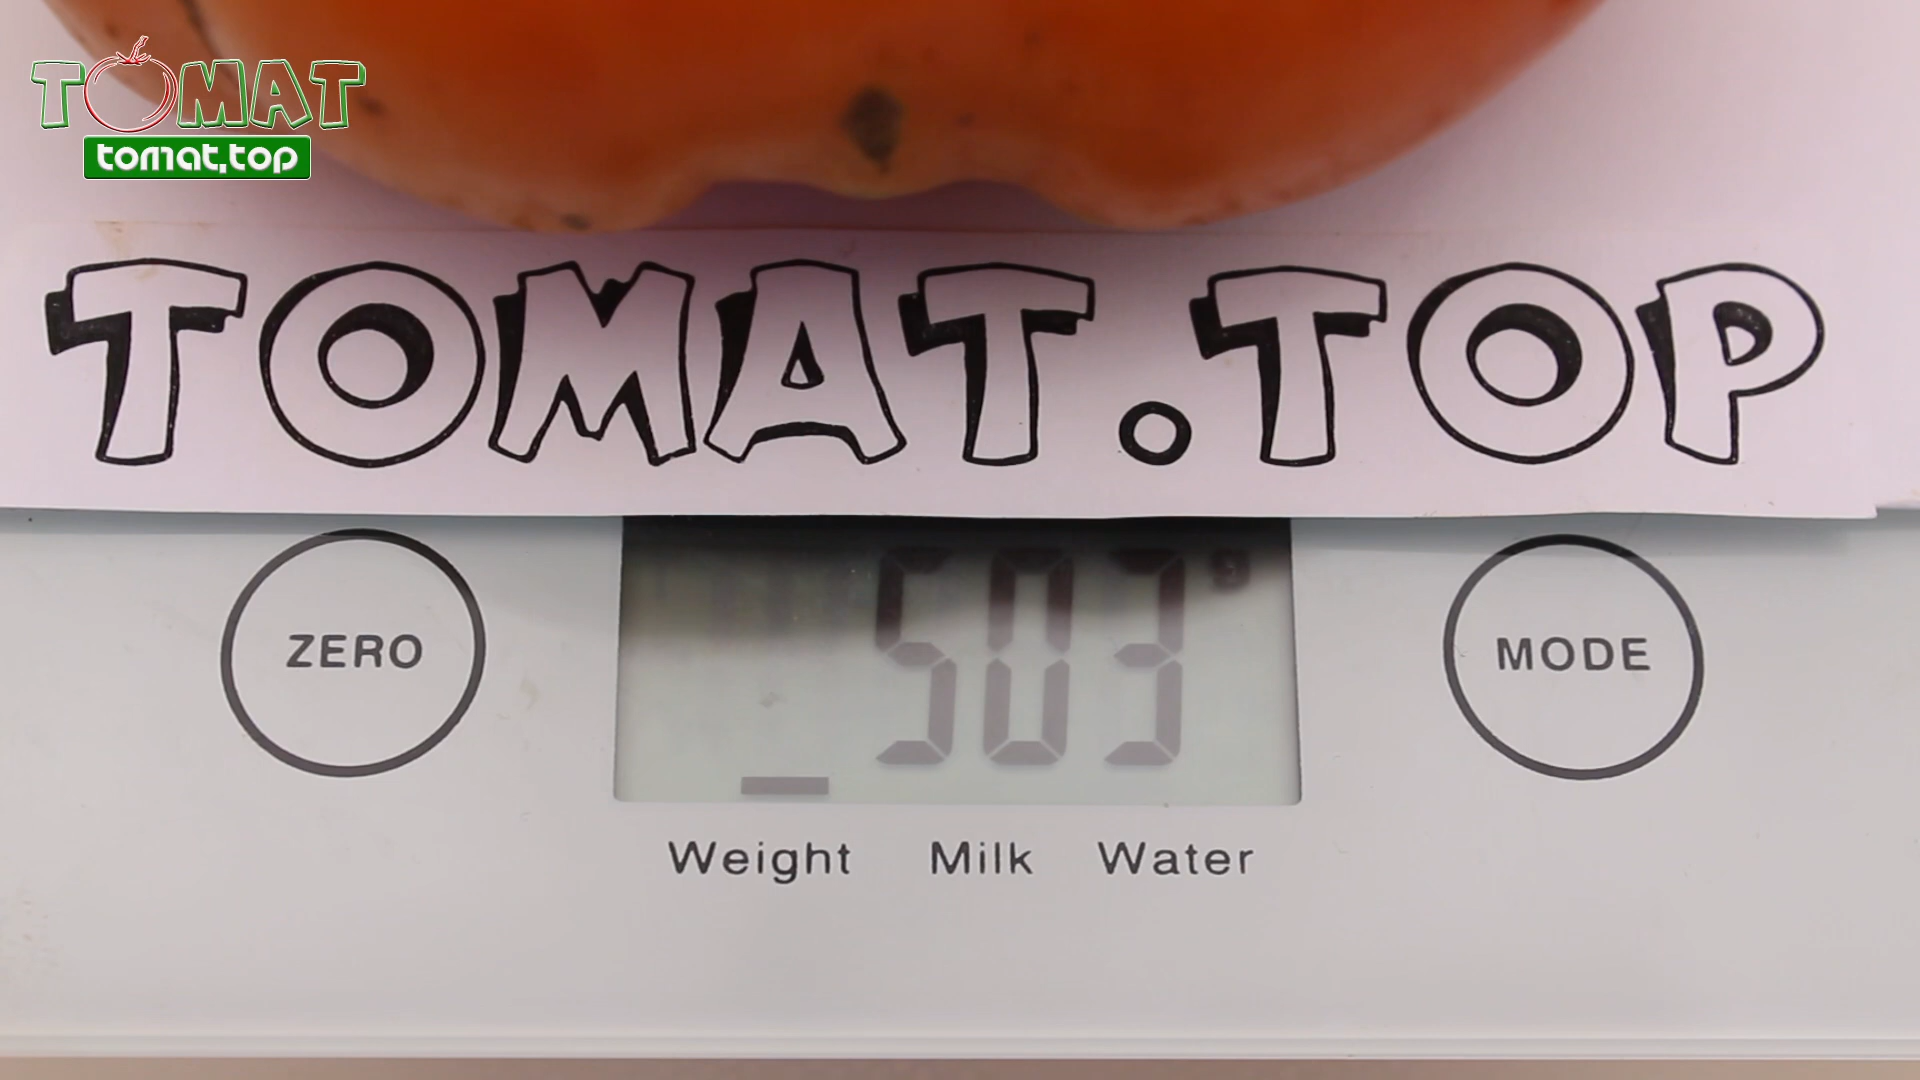 TOMAT
tomat.top
TOMAT.TOP
503 g
ZERO
MODE
Weight Milk Water